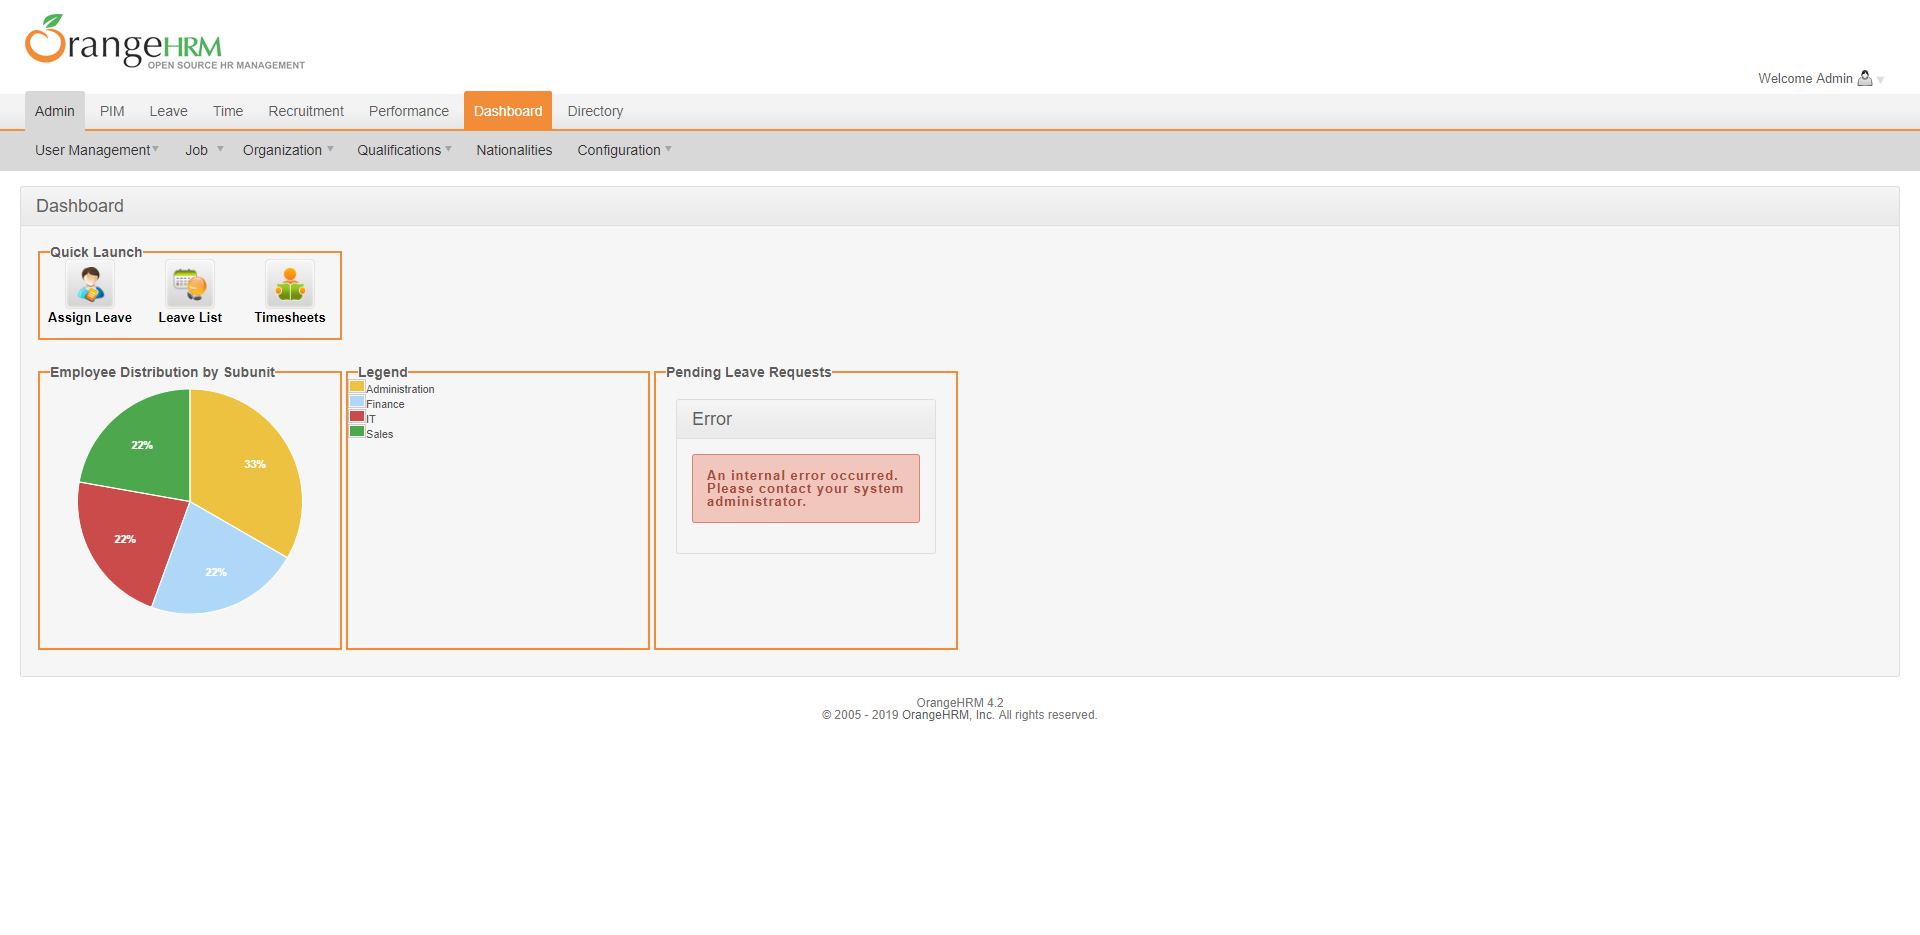 OrangeHRM
OPEN SOURCE HR MANAGEMENT
Welcome Admin
Admin PIM Leave Time Recruitment Performance Dashboard Directory
User Management Job Organization Qualifications Nationalities Configuration
Dashboard
Quick Launch
Assign Leave Leave List Timesheets
Employee Distribution by Subunit
22%
33%
22%
22%
Legend
Administration
Finance
IT
Sales
Pending Leave Requests
Error
An internal error occurred.
Please contact your system
administrator.
OrangeHRM 4.2
© 2005 - 2019 OrangeHRM, Inc. All rights reserved.